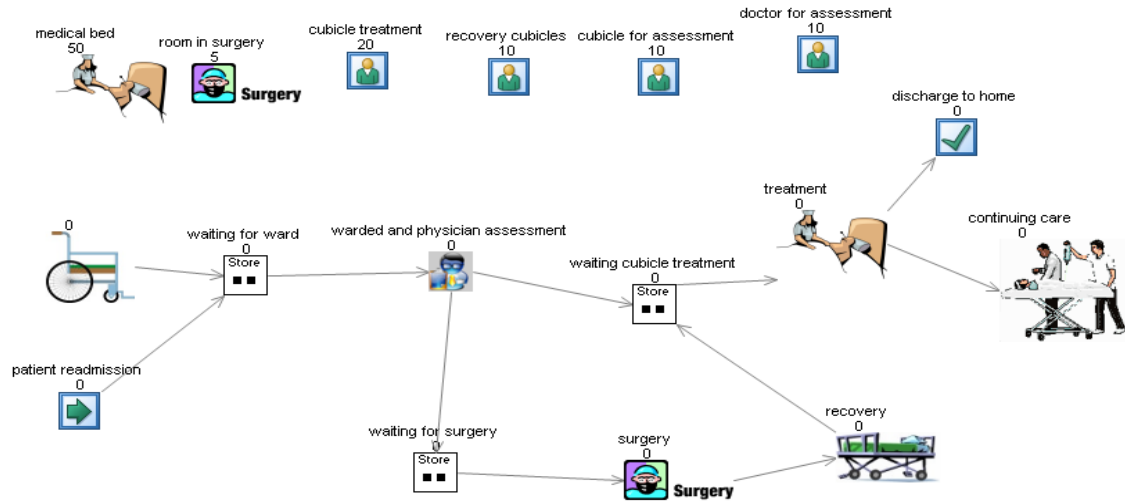 medical bed
50
room in surgery
5
Surgery
cubicle treatment
20
recovery cubicles
10
cubicle for assessment
10
doctor for assessment
10
discharge to home
0
treatment
0
continuing care
0
0
waiting for ward
0
Store
warded and physician assessment
0
waiting cubicle treatment
0
Store
patient readmission
0
waiting for surgery
0
Store
surgery
0
Surgery
recovery
0